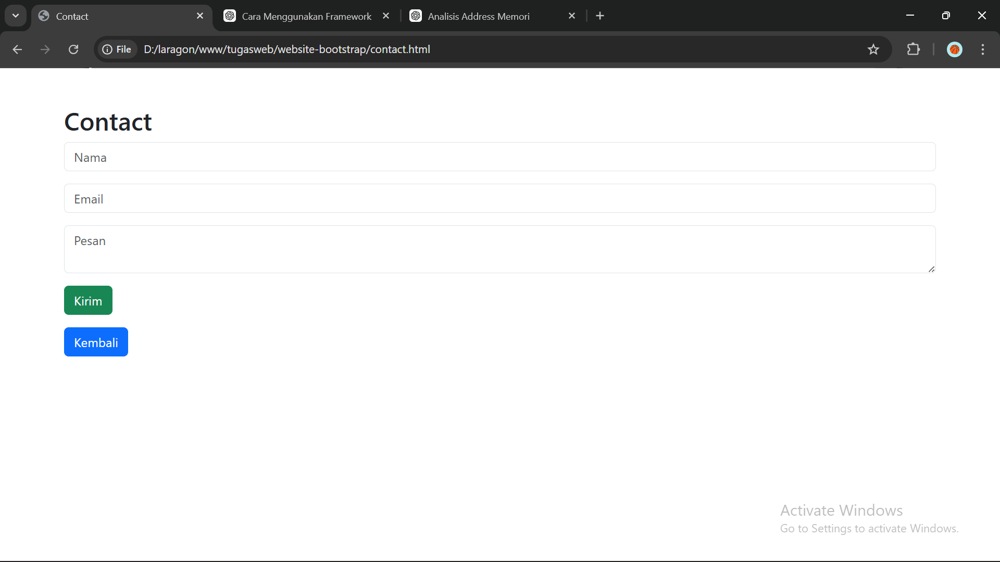 Contact
Cara Menggunakan Framework
Analisis Address Memori
File
D:/laragon/www/tugasweb/website-bootstrap/contact.html
Contact
Nama
Email
Pesan
Kirim
Kembali
Activate Windows
Go to Settings to activate Windows.